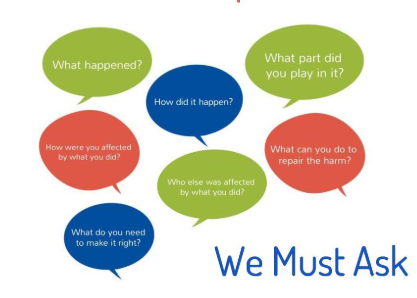 What happened?
What part did
you play in it?
How did it happen?
How were you affected
by what you did?
What can you do to
repair the harm?
Who else was affected
by what you did?
What do you need
to make it right?
We Must Ask